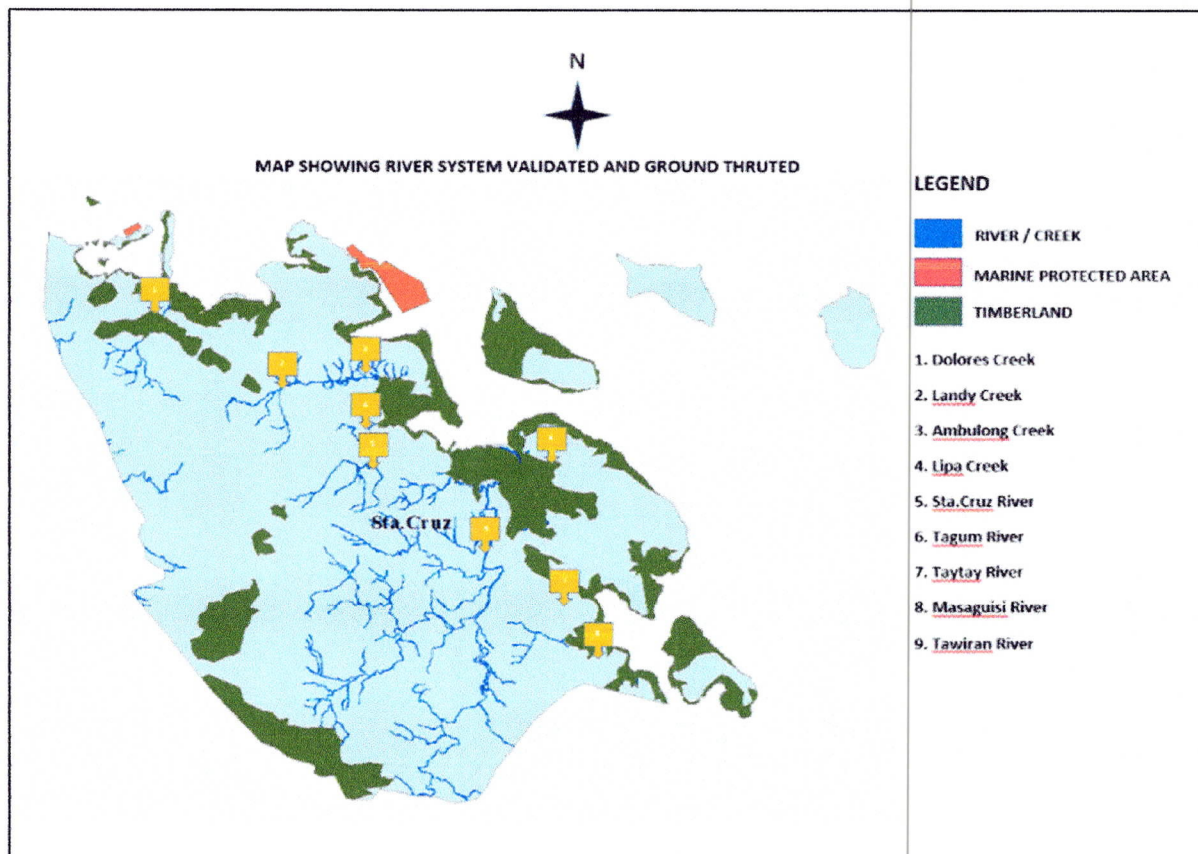 N
MAP SHOWING RIVER SYSTEM VALIDATED AND GROUND THRUTED
LEGEND
RIVER / CREEK
MARINE PROTECTED AREA
TIMBERLAND
1. Dolores Creek
2. Landy Creek
3. Ambulong Creek
4. Lipa Creek
5. Sta.Cruz River
6. Tagum River
7. Taytay River
8. Masaguisi River
9. Tawiran River
Sta.Cruz